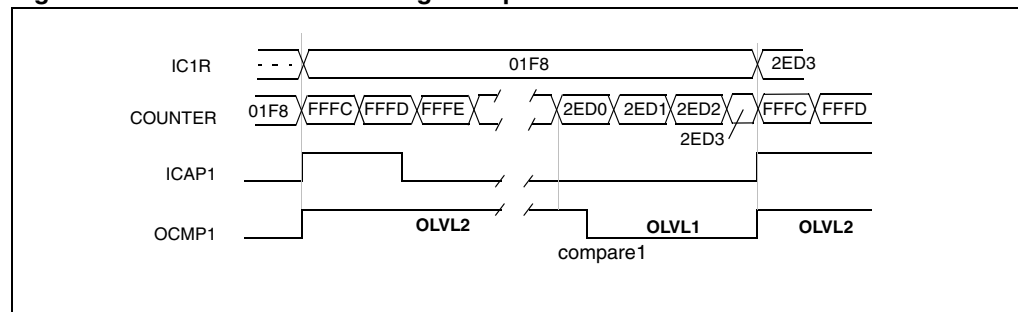 IC1R 01F8 2ED3
COUNTER 01F8 FFFC FFFD FFFE 2ED0 2ED1 2ED2 FFFC FFFD
2ED3
ICAP1
OCMP1 OLVL2 OLVL1 OLVL2
compare1